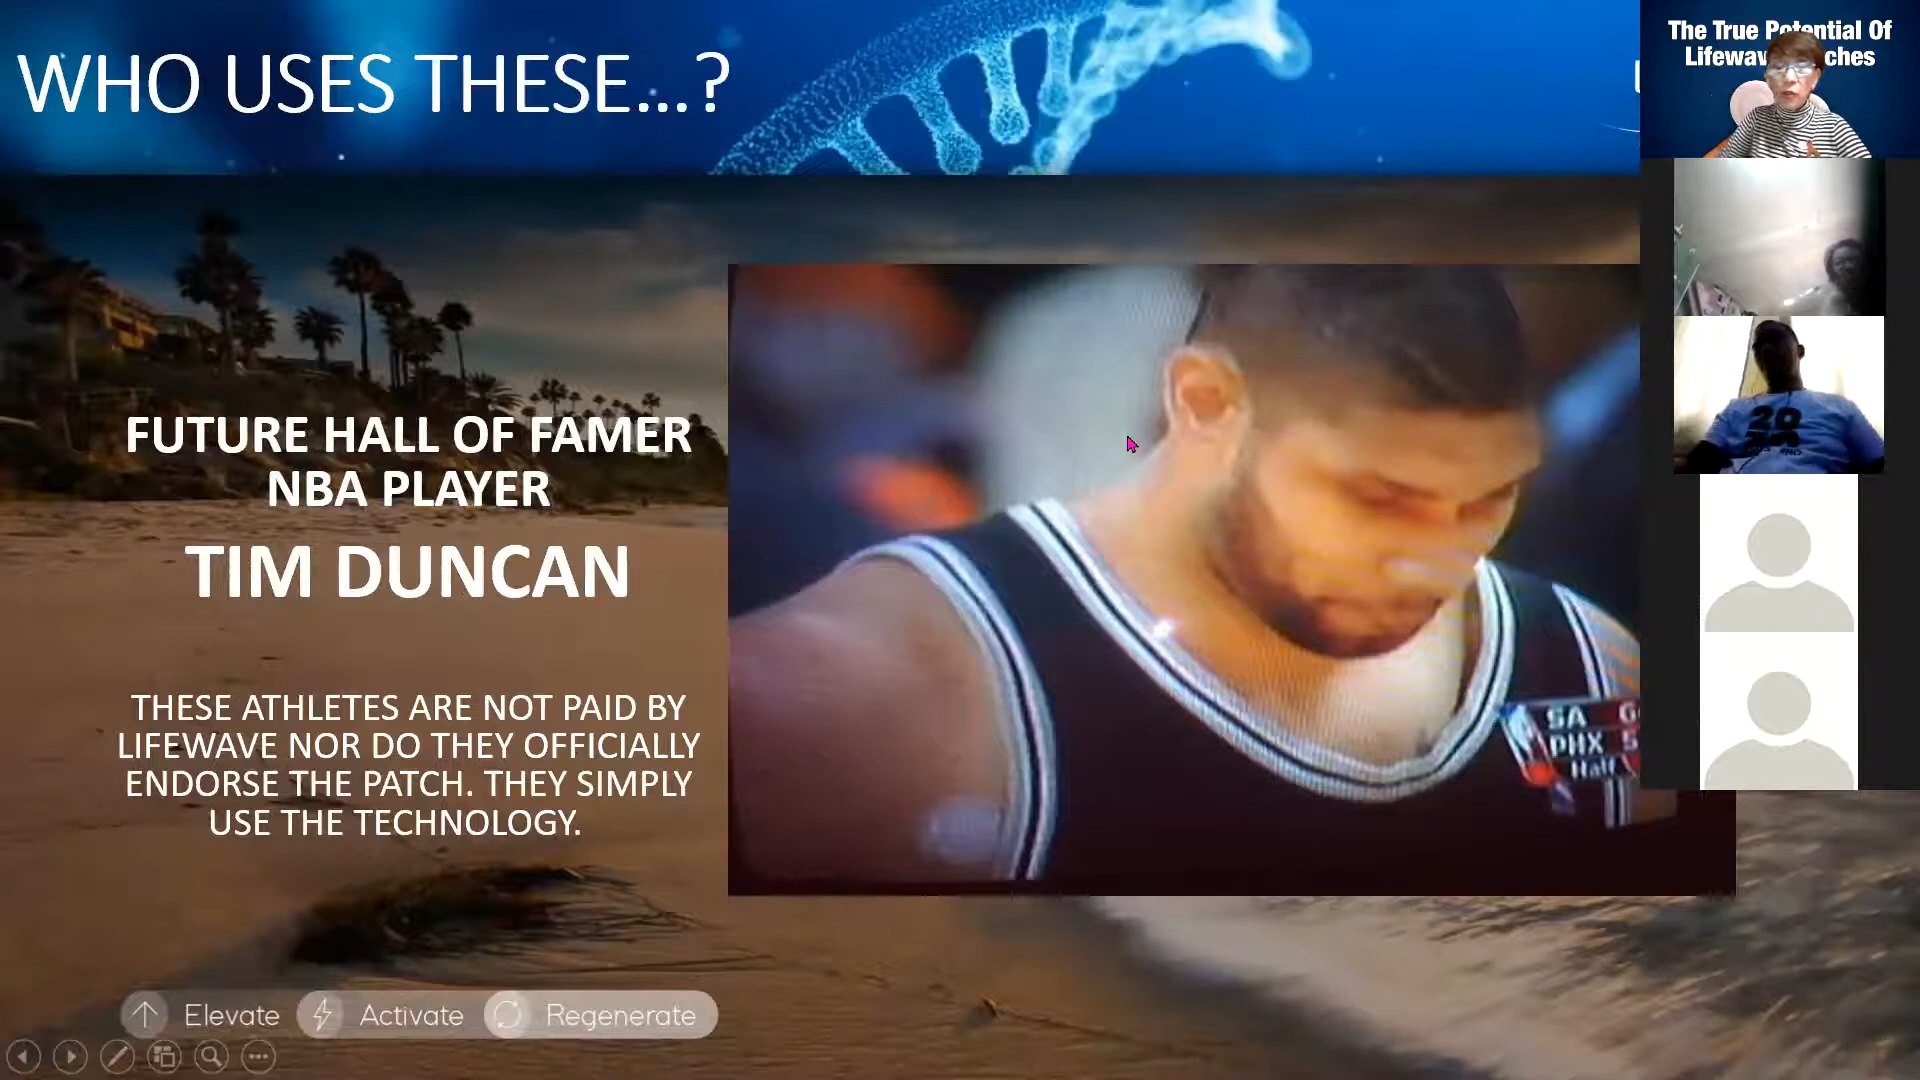 WHO USES THESE...?
The True Potential Of
FUTURE HALL OF FAMER
NBA PLAYER
TIM DUNCAN
THESE ATHLETES ARE NOT PAID BY
LIFEWAVE NOR DO THEY OFFICIALLY
ENDORSE THE PATCH. THEY SIMPLY
USE THE TECHNOLOGY.
SA
PHX
Half
20
Elevate
Activate
Regenerate